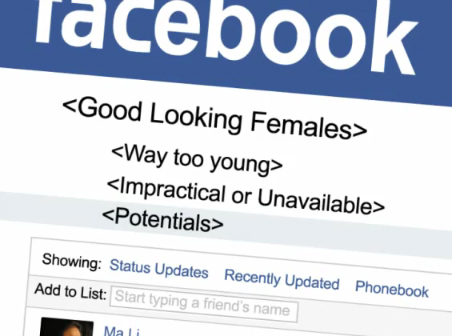 facebook
<Good Looking Females>
<Way too young>
<Impractical or Unavailable>
<Potentials>
Showing: Status Updates Recently Updated Phonebook
Add to List: Start typing a friend's name
Ma Li